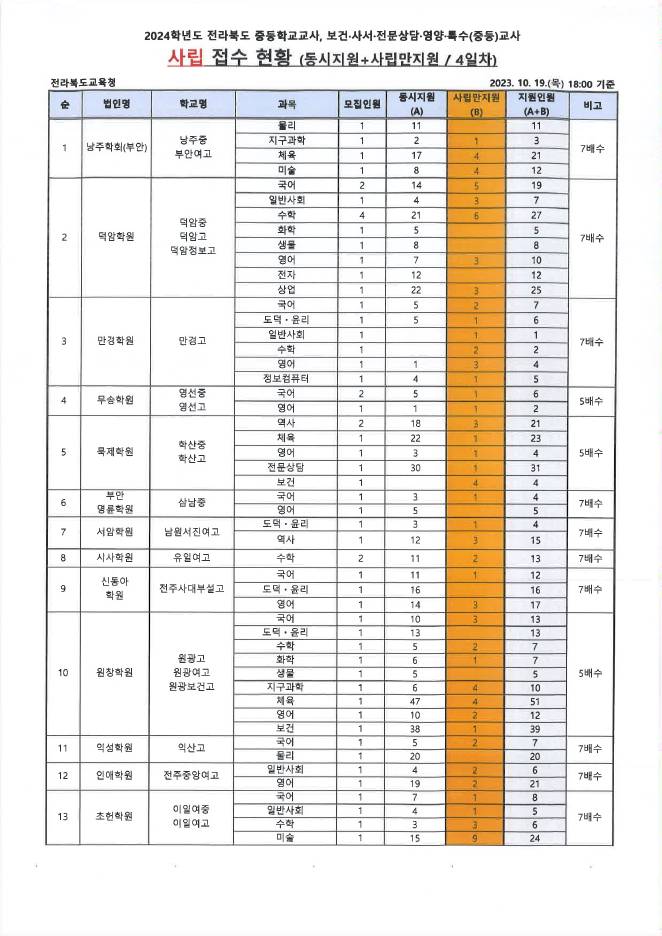 2024학년도 전라북도 중등학교교사, 보건·사서·전문상담·영양·특수(중등)교사
사립 접수 현황 (동시지원+사립만지원 / 4일차)
전라북도교육청 2023. 10. 19.(목) 18:00 기준
순 법인명 학교명 과목 모집인원 동시지원 (A) 사립만지원 (B) 지원인원 (A+B) 비고
1 낭주학회(부안) 낭주중 부안여고 물리 1 11 11 7배수
지구과학 1 2 1 3
체육 1 17 4 21
미술 1 8 4 12
2 덕암학원 덕암중 덕암고 덕암정보고 국어 2 14 5 19 7배수
일반사회 1 4 3 7
수학 4 21 6 27
화학 1 5 5
생물 1 8 8
영어 1 7 3 10
전자 1 12 12
상업 1 22 3 25
3 만경학원 만경고 국어 1 5 2 7 7배수
도덕·윤리 1 5 1 6
일반사회 1 1 1
수학 1 2 2
영어 1 1 3 4
정보컴퓨터 1 4 1 5
4 무송학원 영선중 영선고 국어 2 5 1 6 5배수
영어 1 1 1 2
5 묵제학원 학산중 학산고 역사 2 18 3 21 5배수
체육 1 22 1 23
영어 1 3 1 4
전문상담 1 30 1 31
보건 1 4 4
6 부안 명륜학원 삼남중 국어 1 3 1 4 7배수
영어 1 5 5
7 서암학원 남원서진여고 도덕·윤리 1 3 1 4 7배수
역사 1 12 3 15
8 시사학원 유일여고 수학 2 11 2 13 7배수
9 신동아 학원 전주사대부설고 국어 1 11 1 12 7배수
도덕·윤리 1 16 16
영어 1 14 3 17
10 원창학원 원광고 원광여고 원광보건고 국어 1 10 3 13 5배수
도덕·윤리 1 13 13
수학 1 5 2 7
화학 1 6 1 7
생물 1 5 5
지구과학 1 6 4 10
체육 1 47 4 51
영어 1 10 2 12
보건 1 38 1 39
11 익성학원 익산고 국어 1 5 2 7 7배수
물리 1 20 20
12 인애학원 전주중앙여고 일반사회 1 4 2 6 7배수
영어 1 19 2 21
13 초헌학원 이일여중 이일여고 국어 1 7 1 8 7배수
일반사회 1 4 1 5
수학 1 3 3 6
미술 1 15 9 24